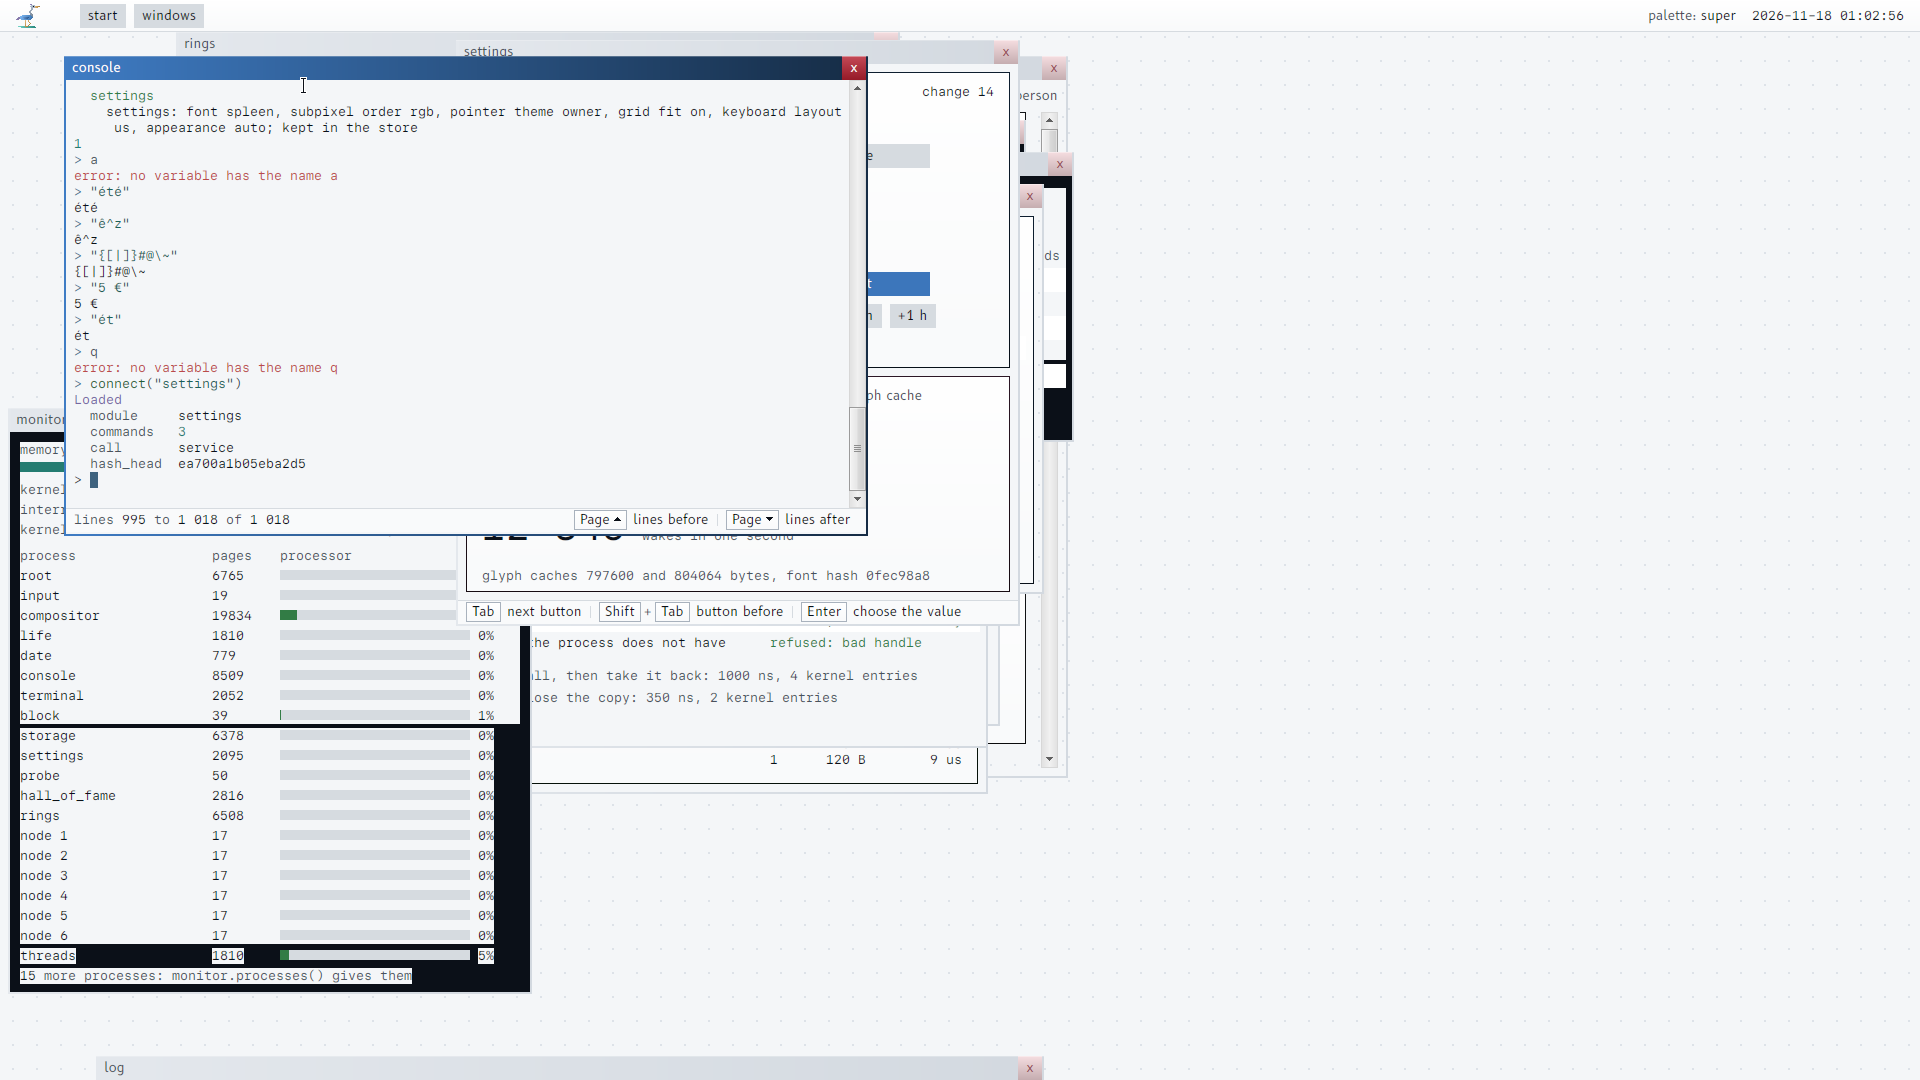 start windows palette: super 2026-11-18 01:02:56
rings
settings x
console x
x
settings
settings: font spleen, subpixel order rgb, pointer theme owner, grid fit on, keyboard layout
us, appearance auto; kept in the store
1
> a
error: no variable has the name a
> "été"
été
> "ê^z"
ê^z
> "{[|]}#@\~"
{[|]}#@\~
> "5 €"
5 €
> "ét"
ét
> q
error: no variable has the name q
> connect("settings")
Loaded
module settings
commands 3
call service
hash_head ea700a1b05eba2d5
>
lines 995 to 1 018 of 1 018 Page lines before Page lines after
change 14
erson
x
x
ds
+1 h
ph cache
wakes in one second
glyph caches 797600 and 804064 bytes, font hash 0fec98a8
Tab next button Shift + Tab button before Enter choose the value
the process does not have refused: bad handle
all, then take it back: 1000 ns, 4 kernel entries
lose the copy: 350 ns, 2 kernel entries
1 120 B 9 us
monitor
memory
kernel
inter
kernel
process pages processor
root 6765
input 19
compositor 19834
life 1810 0%
date 779 0%
console 8509 0%
terminal 2052 0%
block 39 1%
storage 6378 0%
settings 2095 0%
probe 50 0%
hall_of_fame 2816 0%
rings 6508 0%
node 1 17 0%
node 2 17 0%
node 3 17 0%
node 4 17 0%
node 5 17 0%
node 6 17 0%
threads 1810 5%
15 more processes: monitor.processes() gives them
log x